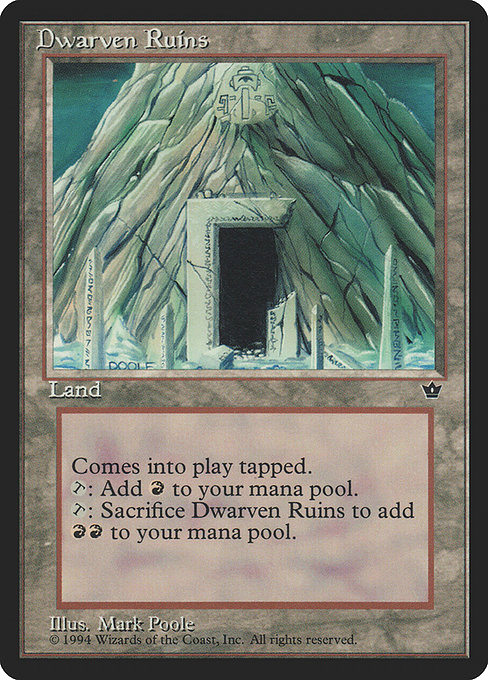 Dwarven Ruins
POOLE
Land
Comes into play tapped.
: Add to your mana pool.
: Sacrifice Dwarven Ruins to add
to your mana pool.
Illus. Mark Poole
© 1994 Wizards of the Coast, Inc. All rights reserved.